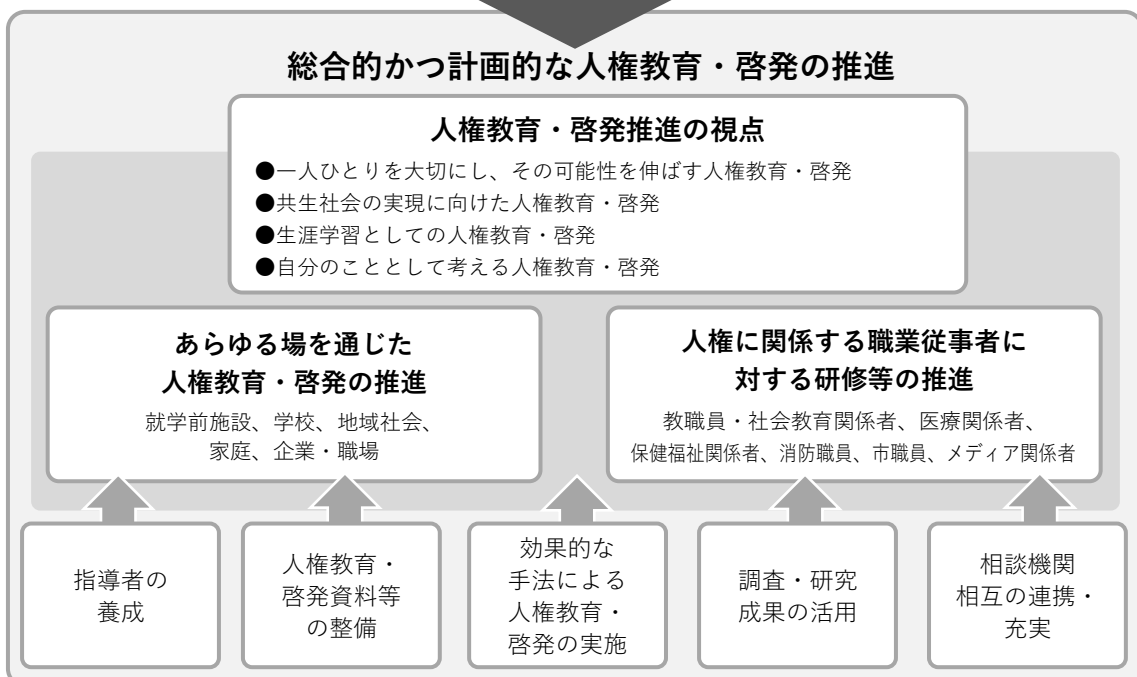 総合的かつ計画的な人権教育・啓発の推進
人権教育・啓発推進の視点
●一人ひとりを大切にし、その可能性を伸ばす人権教育・啓発
●共生社会の実現に向けた人権教育・啓発
●生涯学習としての人権教育・啓発
●自分のこととして考える人権教育・啓発
あらゆる場を通じた
人権教育・啓発の推進
就学前施設、学校、地域社会、
家庭、企業・職場
人権に関係する職業従事者に
対する研修等の推進
教職員・社会教育関係者、医療関係者、
保健福祉関係者、消防職員、市職員、メディア関係者
指導者の
養成
人権教育・
啓発資料等
の整備
効果的な
手法による
人権教育・
啓発の実施
調査・研究
成果の活用
相談機関
相互の連携・
充実